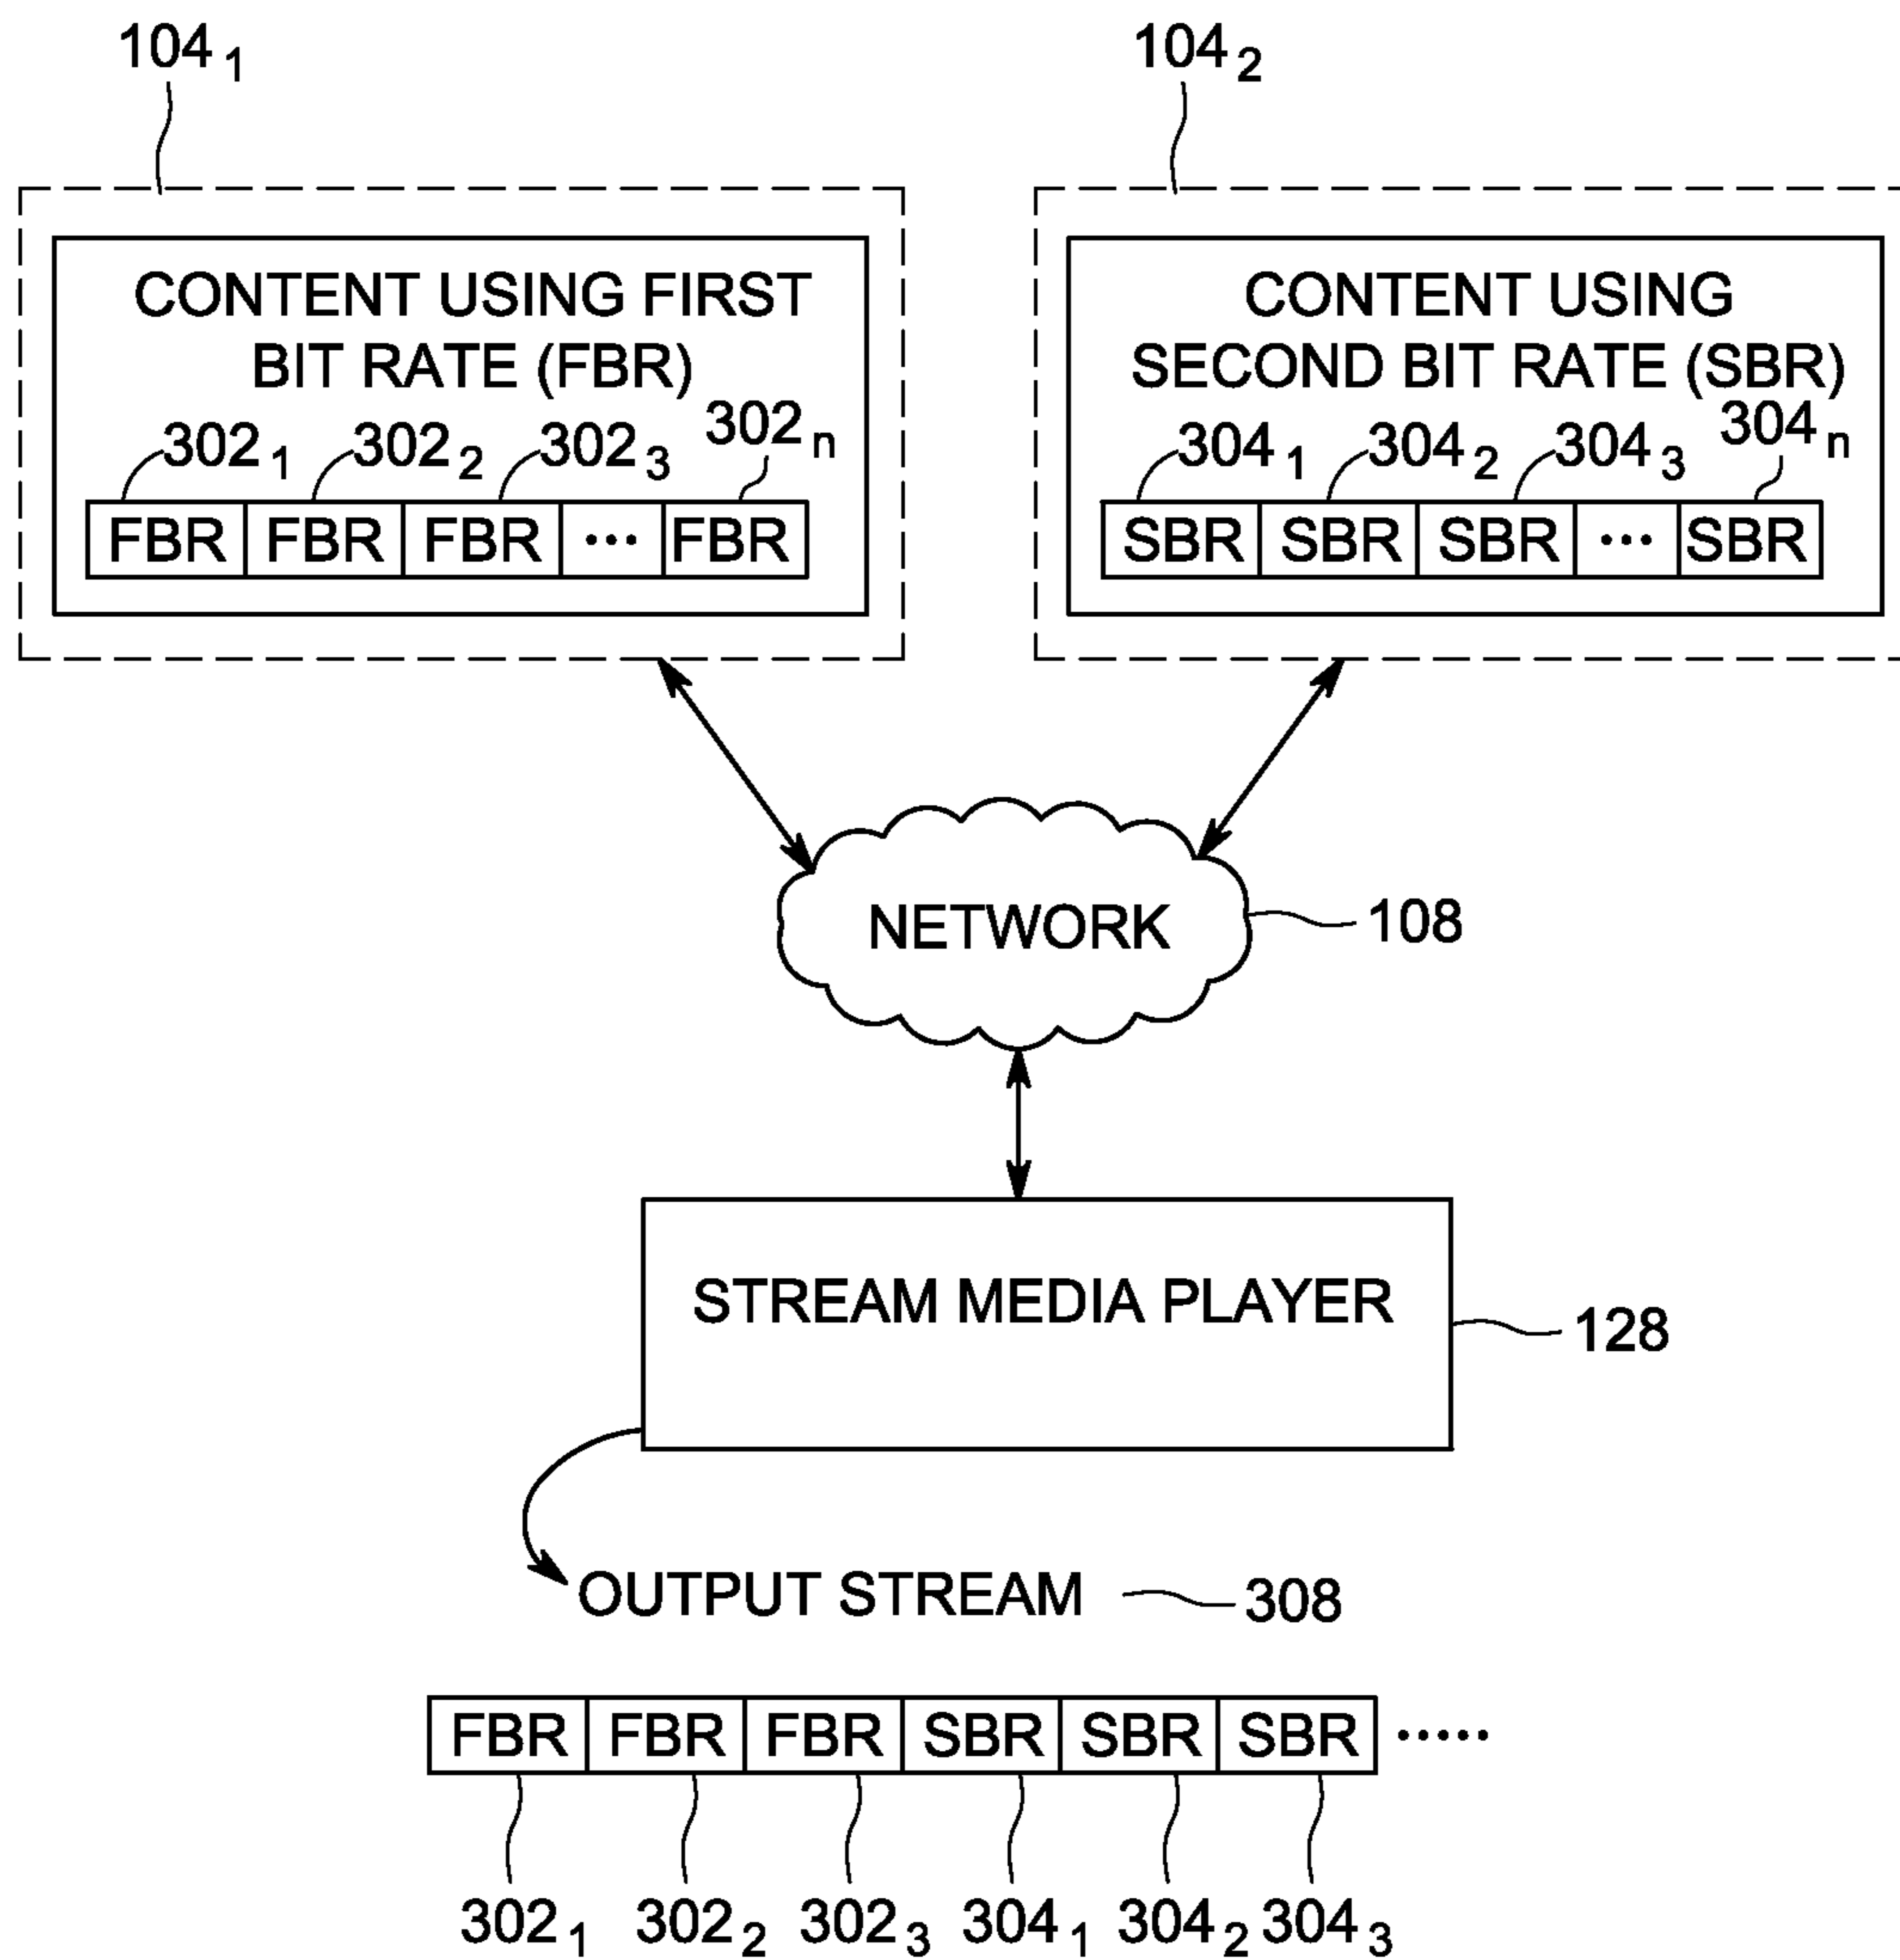 104 1
104 2
CONTENT USING FIRST
BIT RATE (FBR)
302 1 302 2 302 3 302 n
FBR FBR FBR ... FBR
CONTENT USING
SECOND BIT RATE (SBR)
304 1 304 2 304 3 304 n
SBR SBR SBR ... SBR
NETWORK
108
STREAM MEDIA PLAYER
128
OUTPUT STREAM
308
FBR FBR FBR SBR SBR SBR .....
302 1 302 2 302 3 304 1 304 2 304 3